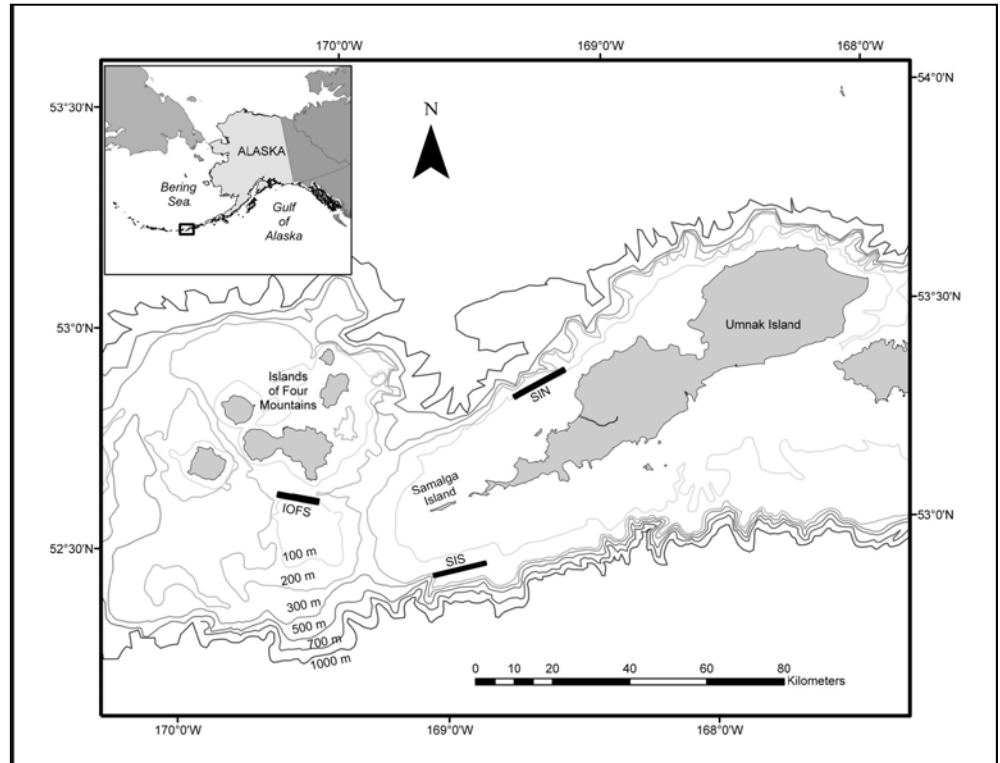 170°0'W
169°0'W
168°0'W
53°30'N
54°0'N
N
ALASKA
Bering
Sea
Gulf
of
Alaska
53°30'N
Umnak Island
53°0'N
Islands
of Four
Mountains
SIN
Samalga
Island
IOFS
53°0'N
SIS
52°30'N
100 m
200 m
300 m
500 m
700 m
1000 m
0 10 20 40 60 80
Kilometers
170°0'W
169°0'W
168°0'W